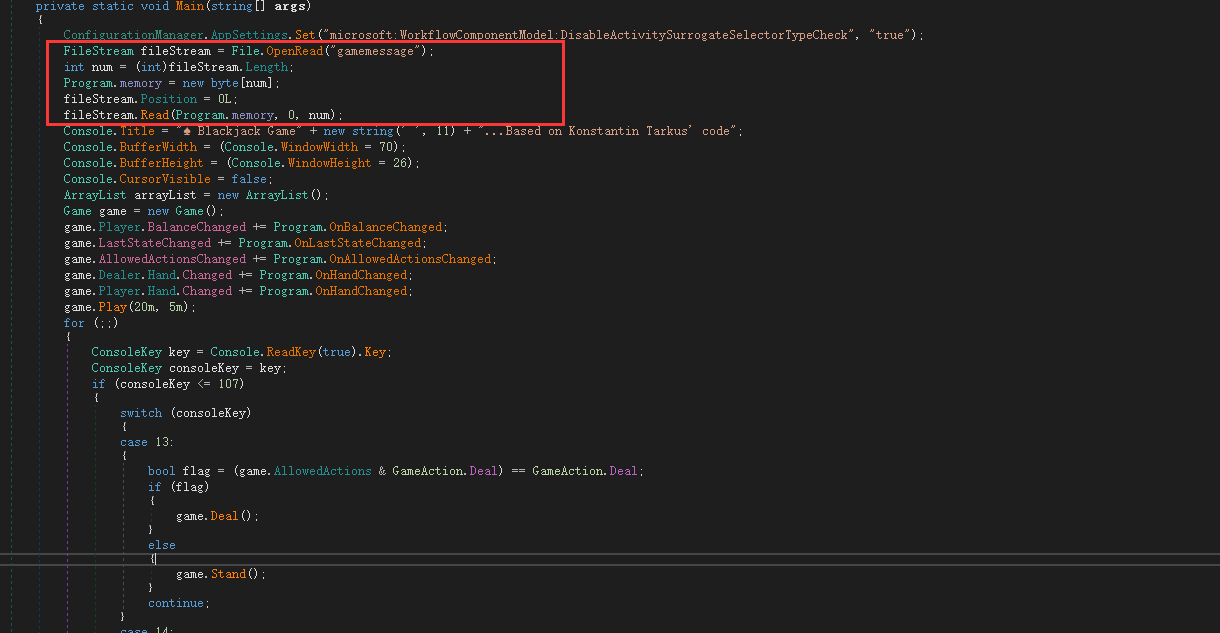 private static void Main(string[] args)
{
ConfigurationManager.AppSettings.Set("microsoft:WorkflowComponentModel:DisableActivitySurrogateSelectorTypeCheck", "true");
FileStream fileStream = File.OpenRead("gamemessage");
int num = (int)fileStream.Length;
Program.memory = new byte[num];
fileStream.Position = 0L;
fileStream.Read(Program.memory, 0, num);
Console.Title = "♠ Blackjack Game" + new string(' ', 11) + "...Based on Konstantin Tarkus' code";
Console.BufferWidth = (Console.WindowWidth = 70);
Console.BufferHeight = (Console.WindowHeight = 26);
Console.CursorVisible = false;
ArrayList arrayList = new ArrayList();
Game game = new Game();
game.Player.BalanceChanged += Program.OnBalanceChanged;
game.LastStateChanged += Program.OnLastStateChanged;
game.AllowedActionsChanged += Program.OnAllowedActionsChanged;
game.Dealer.Hand.Changed += Program.OnHandChanged;
game.Player.Hand.Changed += Program.OnHandChanged;
game.Play(20m, 5m);
for (;;)
{
ConsoleKey key = Console.ReadKey(true).Key;
ConsoleKey consoleKey = key;
if (consoleKey <= 107)
{
switch (consoleKey)
{
case 13:
{
bool flag = (game.AllowedActions & GameAction.Deal) == GameAction.Deal;
if (flag)
{
game.Deal();
}
else
{
game.Stand();
}
continue;
}
case 14: